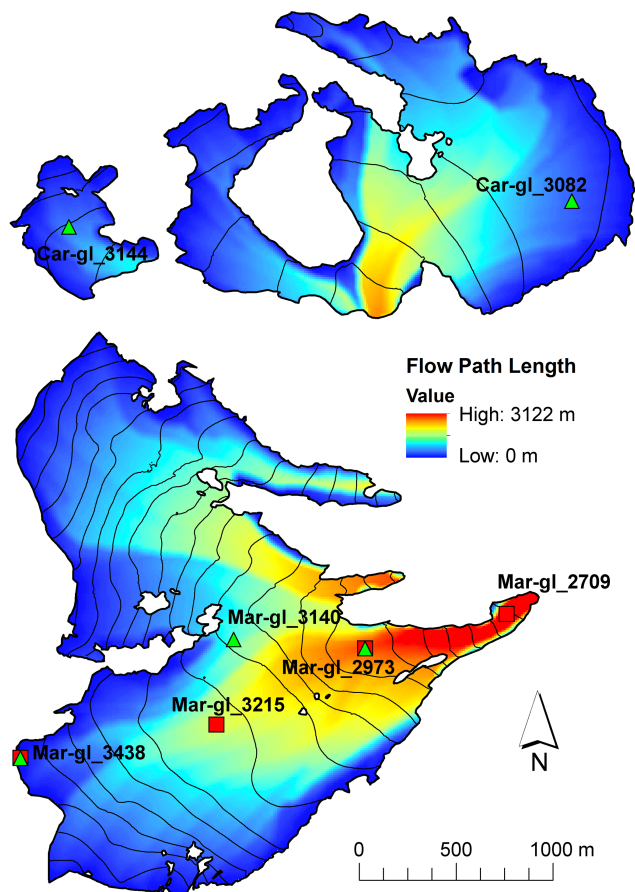 Car-gl_3082
Car-gl_3144
Flow Path Length
Value
High: 3122 m
Low: 0 m
Mar-gl_2709
Mar-gl_3140
Mar-gl_2973
Mar-gl_3215
Mar-gl_3438
N
0 500 1000 m